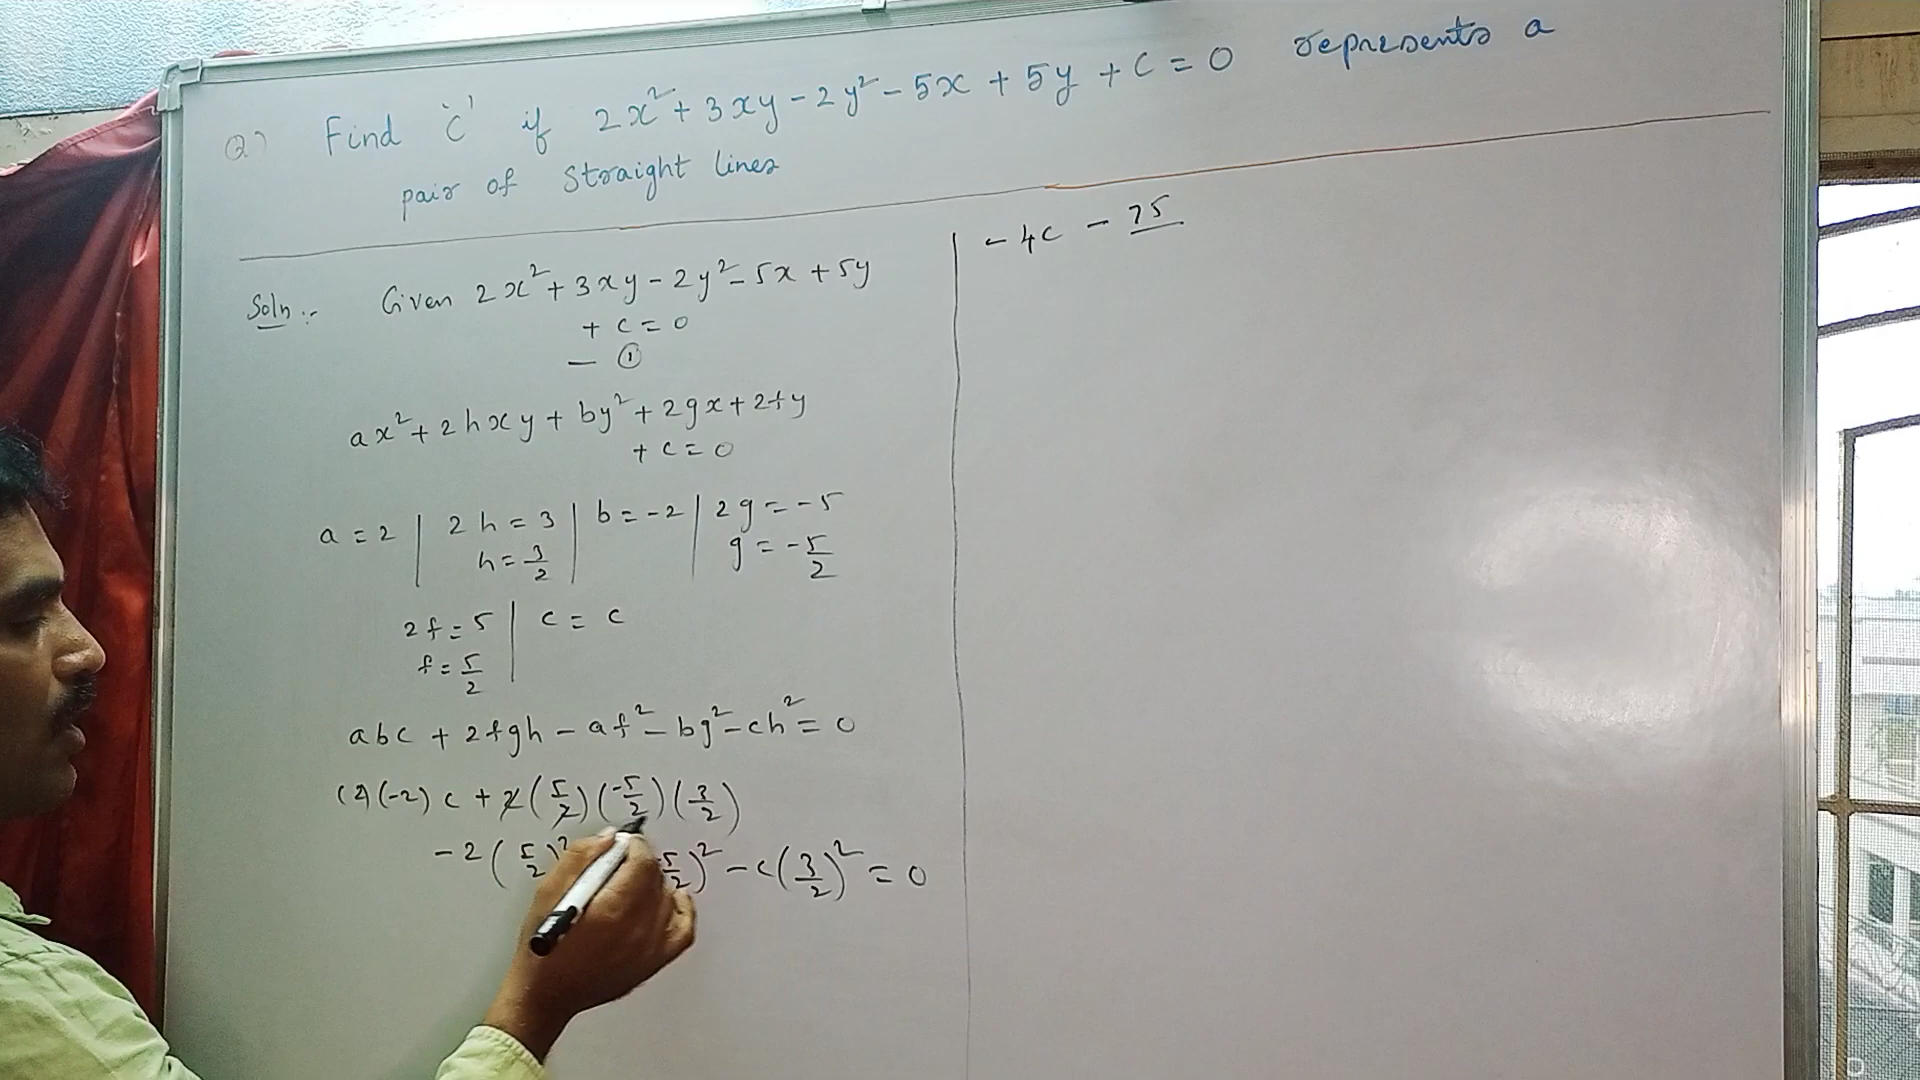 Q) Find 'c' if 2x² + 3xy - 2y² - 5x + 5y + c = 0 represents a
pair of straight lines
Soln :- Given 2x² + 3xy - 2y² - 5x + 5y
+ c = 0
— ①
ax² + 2hxy + by² + 2gx + 2fy
+ c = 0
a = 2 | 2h = 3 | b = -2 | 2g = -5
h = 3/2 | g = -5/2
2f = 5 | c = c
f = 5/2
abc + 2fgh - af² - bg² - ch² = 0
(2)(-2) c + 2(5/2)(-5/2)(3/2)
-2(5/2)² 5/2)² - c(3/2)² = 0
- 4c - 75